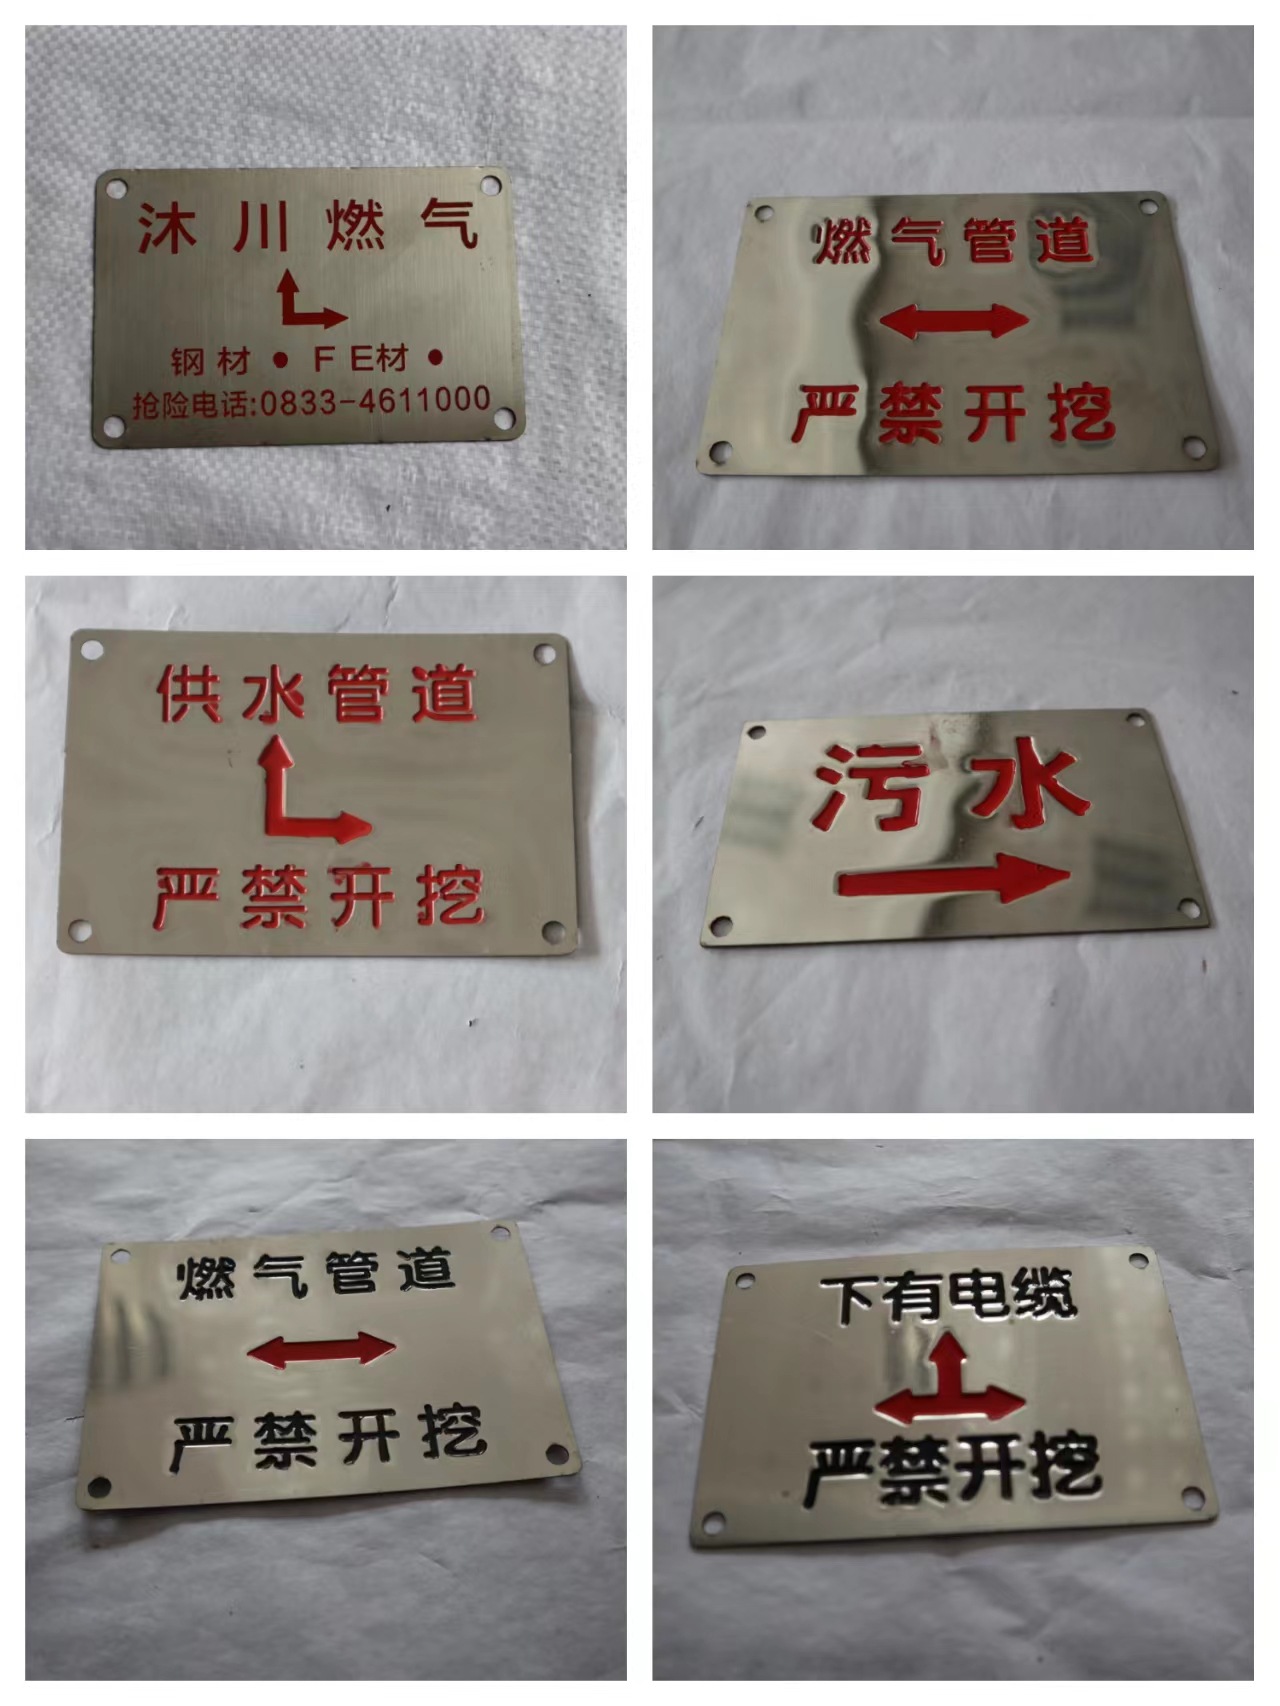 沐川燃气
钢材●FE材●
抢险电话:0833-4611000
燃气管道
严禁开挖
供水管道
严禁开挖
污水
燃气管道
严禁开挖
下有电缆
严禁开挖